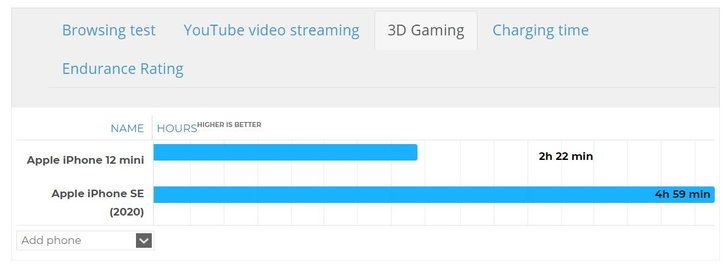 Browsing test YouTube video streaming 3D Gaming Charging time
Endurance Rating
NAME HOURS HIGHER IS BETTER
Apple iPhone 12 mini 2h 22 min
Apple iPhone SE 4h 59 min
(2020)
Add phone